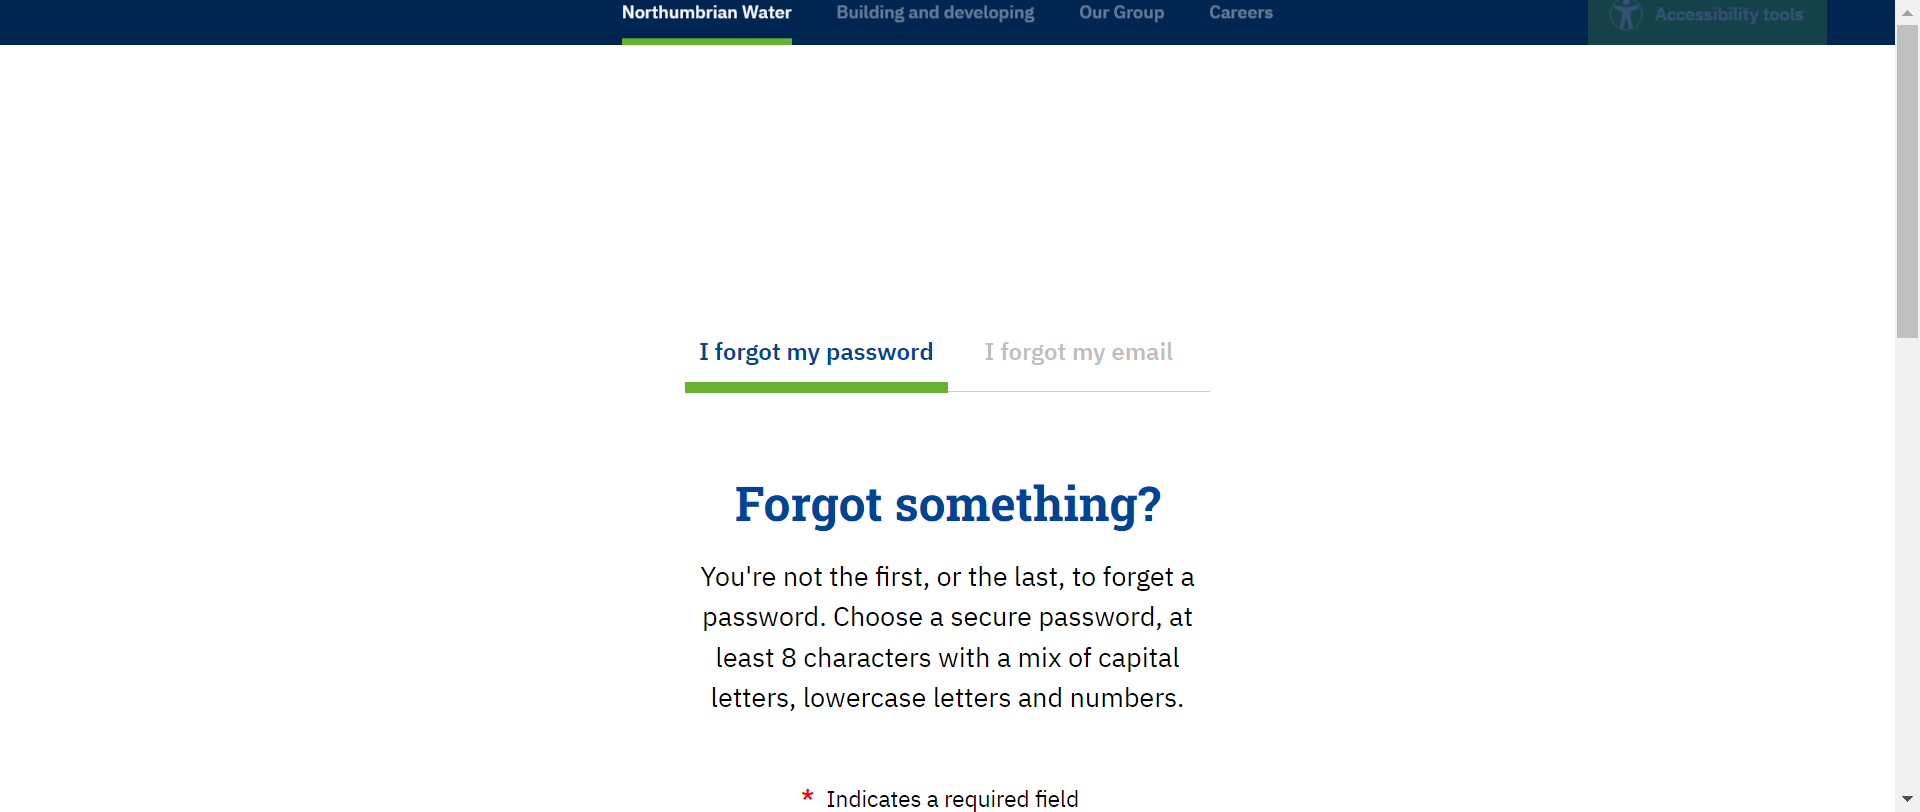 Northumbrian Water Building and developing Our Group Careers Accessibility tools
I forgot my password I forgot my email
Forgot something?
You're not the first, or the last, to forget a
password. Choose a secure password, at
least 8 characters with a mix of capital
letters, lowercase letters and numbers.
* Indicates a required field